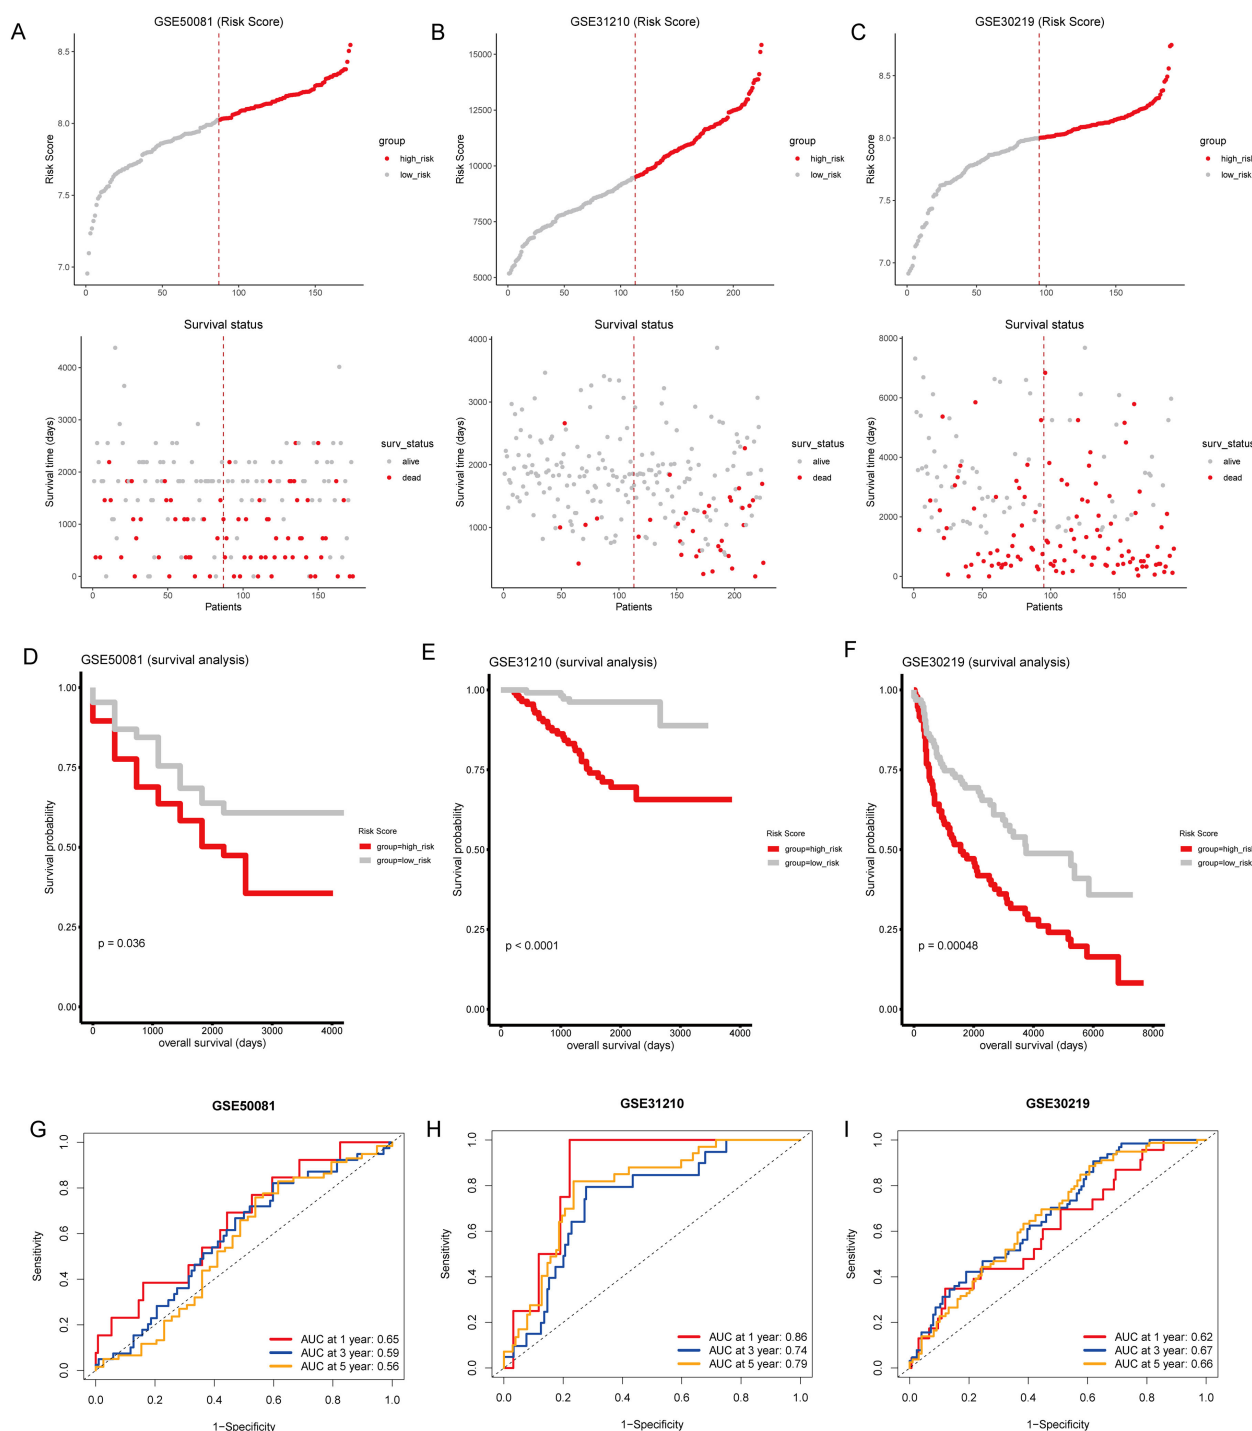 A
GSE50081 (Risk Score)
Risk Score
8.5
8.0
7.5
7.0
0
50
100
150
group
high_risk
low_risk
B
GSE31210 (Risk Score)
Risk Score
15000
12500
10000
7500
5000
0
50
100
150
200
group
high_risk
low_risk
C
GSE30219 (Risk Score)
Risk Score
8.5
8.0
7.5
7.0
0
50
100
150
group
high_risk
low_risk
Survival status
Survival time (days)
4000
3000
2000
1000
0
0
50
100
150
Patients
surv_status
alive
dead
Survival status
Survival time (days)
4000
3000
2000
1000
0
50
100
150
200
Patients
surv_status
alive
dead
Survival status
Survival time (days)
8000
6000
4000
2000
0
0
50
100
150
Patients
surv_status
alive
dead
D
GSE50081 (survival analysis)
Survival probability
1.00
0.75
0.50
0.25
0.00
p = 0.036
0
1000
2000
3000
4000
overall survival (days)
Risk Score
group=high_risk
group=low_risk
E
GSE31210 (survival analysis)
Survival probability
1.00
0.75
0.50
0.25
0.00
p < 0.0001
0
1000
2000
3000
4000
overall survival (days)
Risk Score
group=high_risk
group=low_risk
F
GSE30219 (survival analysis)
Survival probability
1.00
0.75
0.50
0.25
0.00
p = 0.00048
0
2000
4000
6000
8000
overall survival (days)
Risk Score
group=high_risk
group=low_risk
G
GSE50081
Sensitivity
1.0
0.8
0.6
0.4
0.2
0.0
AUC at 1 year: 0.65
AUC at 3 year: 0.59
AUC at 5 year: 0.56
0.0
0.2
0.4
0.6
0.8
1.0
1−Specificity
H
GSE31210
Sensitivity
1.0
0.8
0.6
0.4
0.2
0.0
AUC at 1 year: 0.86
AUC at 3 year: 0.74
AUC at 5 year: 0.79
0.0
0.2
0.4
0.6
0.8
1.0
1−Specificity
I
GSE30219
Sensitivity
1.0
0.8
0.6
0.4
0.2
0.0
AUC at 1 year: 0.62
AUC at 3 year: 0.67
AUC at 5 year: 0.66
0.0
0.2
0.4
0.6
0.8
1.0
1−Specificity